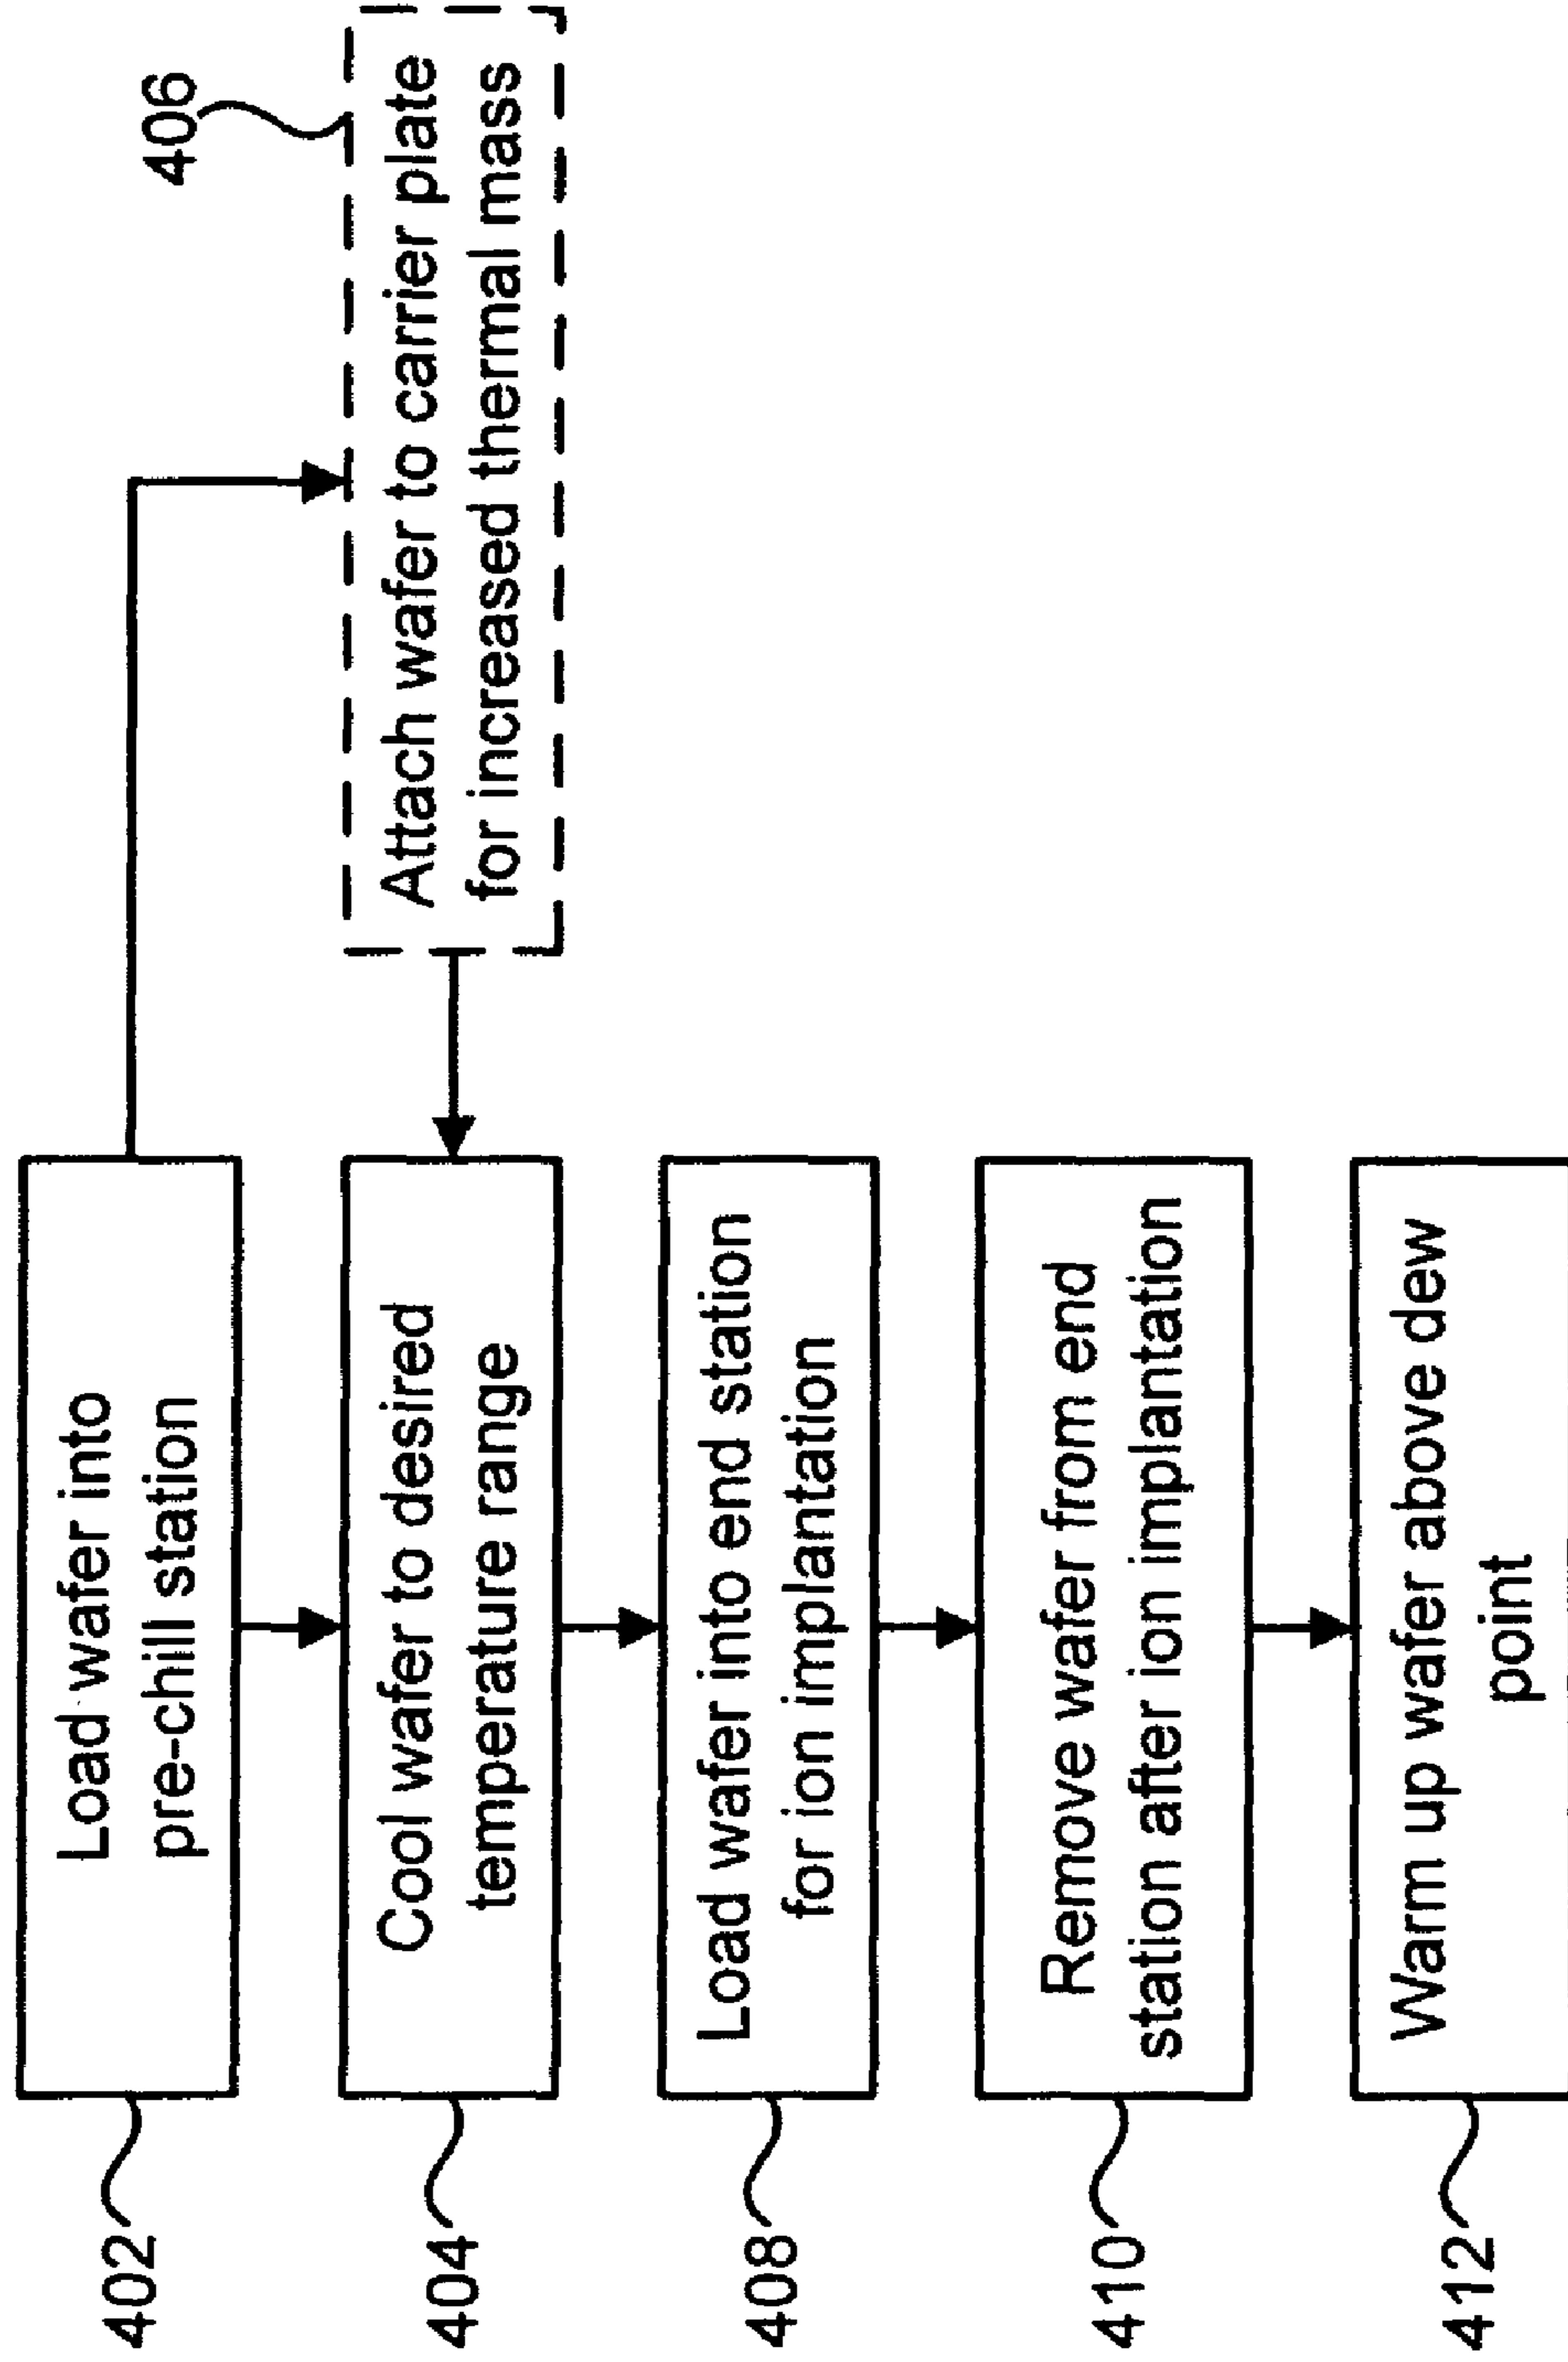 402
Load wafer into
pre-chill station
406
Attach wafer to carrier plate
for increased thermal mass
404
Cool wafer to desired
temperature range
408
Load wafer into end station
for ion implantation
410
Remove wafer from end
station after ion implantation
412
Warm up wafer above dew
point